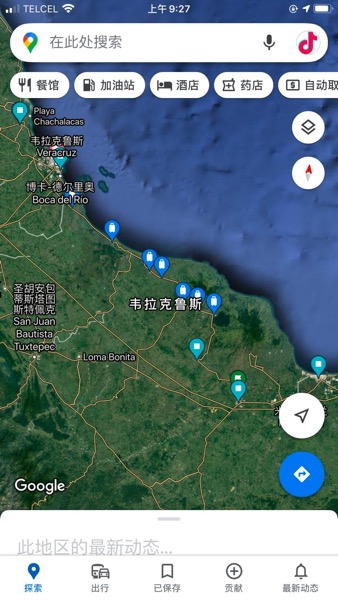 TELCEL
上午 9:27
在此处搜索
餐馆
加油站
酒店
药店
自动取
Playa
Chachalacas
韦拉克鲁斯
Veracruz
博卡-德尔里奥
Boca del Río
韦拉克鲁斯
圣胡安包
蒂斯塔图
斯特佩克
San Juan
Bautista
Tuxtepec
Loma Bonita
Google
此地区的最新动态...
探索
出行
已保存
贡献
最新动态